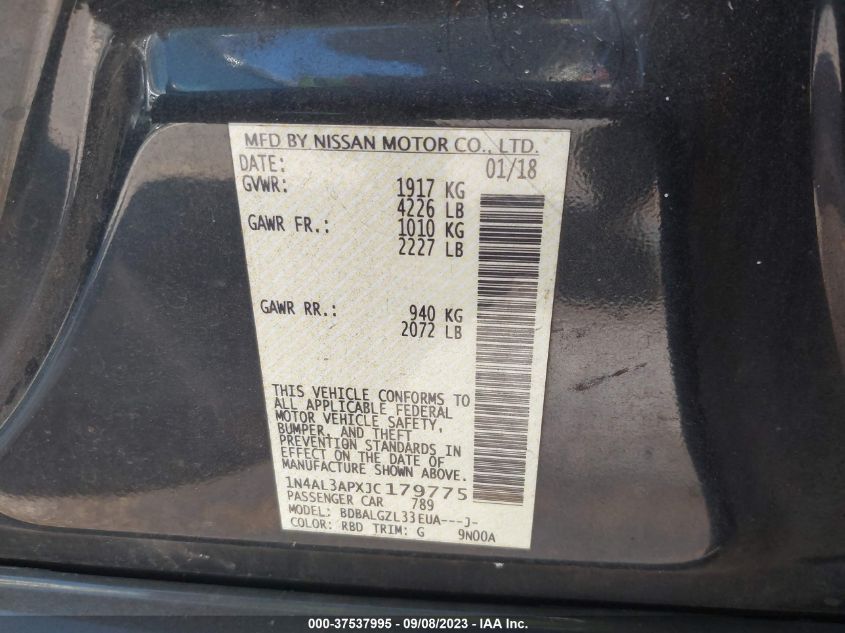 MFD BY NISSAN MOTOR CO., LTD.
DATE: 01/18
GVWR: 1917 KG
4226 LB
GAWR FR.: 1010 KG
2227 LB
GAWR RR.: 940 KG
2072 LB
THIS VEHICLE CONFORMS TO
ALL APPLICABLE FEDERAL
MOTOR VEHICLE SAFETY,
BUMPER, AND THEFT
PREVENTION STANDARDS IN
EFFECT ON THE DATE OF
MANUFACTURE SHOWN ABOVE.
1N4AL3APXJC179775
PASSENGER CAR 789
MODEL: BDBALGZL33EUA---J-
COLOR: RBD TRIM: G 9N00A
000-37537995 - 09/08/2023 - IAA Inc.